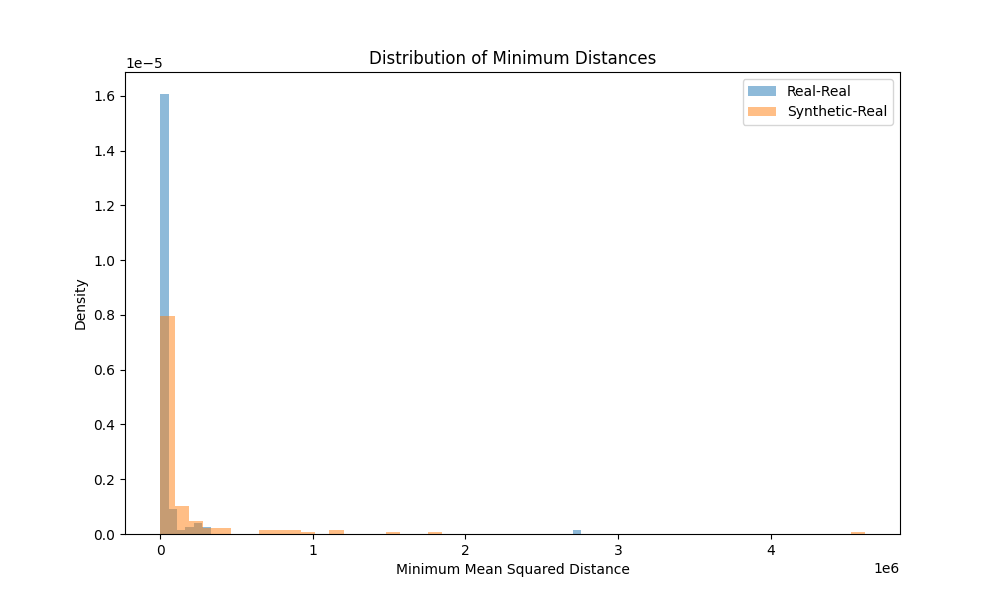 Distribution of Minimum Distances
1e−5
Real-Real
Synthetic-Real
1.6
1.4
1.2
1.0
0.8
0.6
0.4
0.2
0.0
Density
0 1 2 3 4
1e6
Minimum Mean Squared Distance